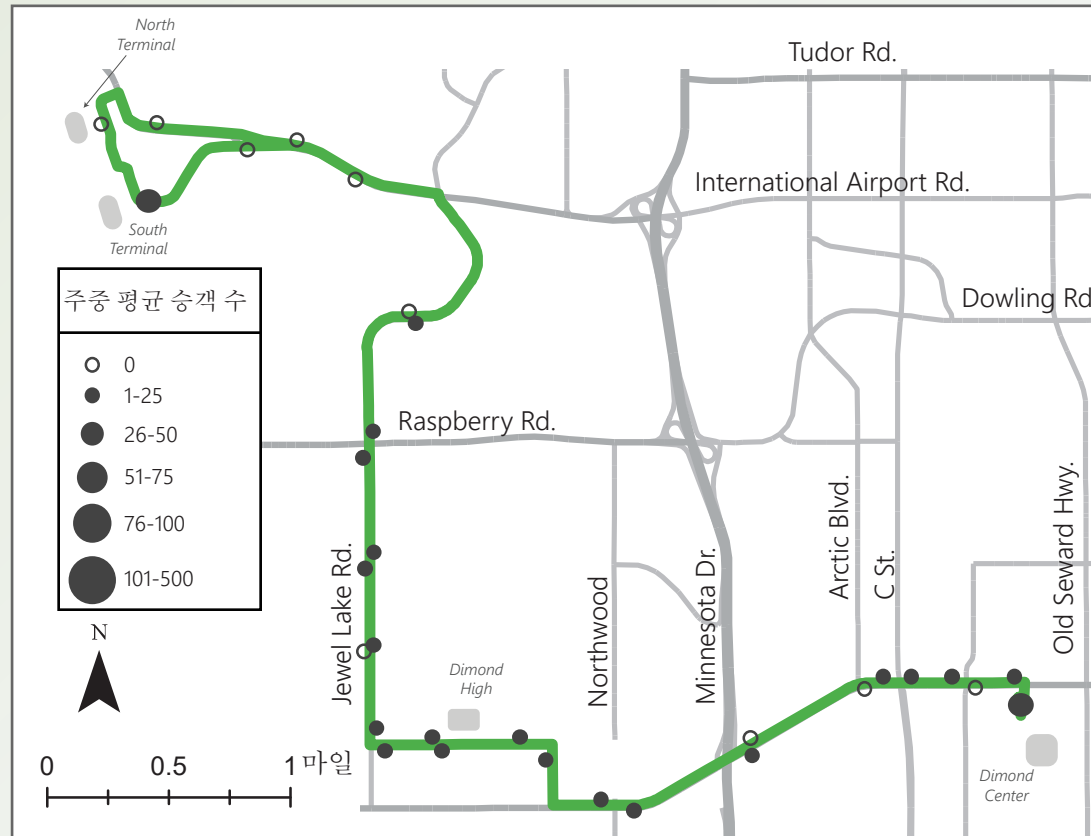 North
Terminal
Tudor Rd.
International Airport Rd.
South
Terminal
주중 평균 승객 수
0
1-25
26-50
51-75
76-100
101-500
Dowling Rd
Raspberry Rd.
Jewel Lake Rd.
Northwood
Minnesota Dr.
Arctic Blvd.
C St.
Old Seward Hwy.
N
Dimond
High
0 0.5 1 마일
Dimond
Center